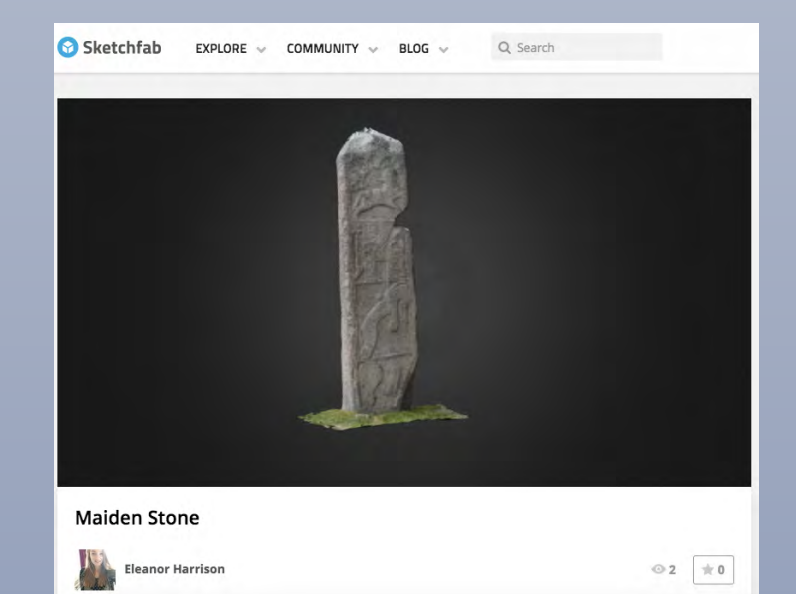 Sketchfab EXPLORE COMMUNITY BLOG Search
Maiden Stone
Eleanor Harrison 2 0